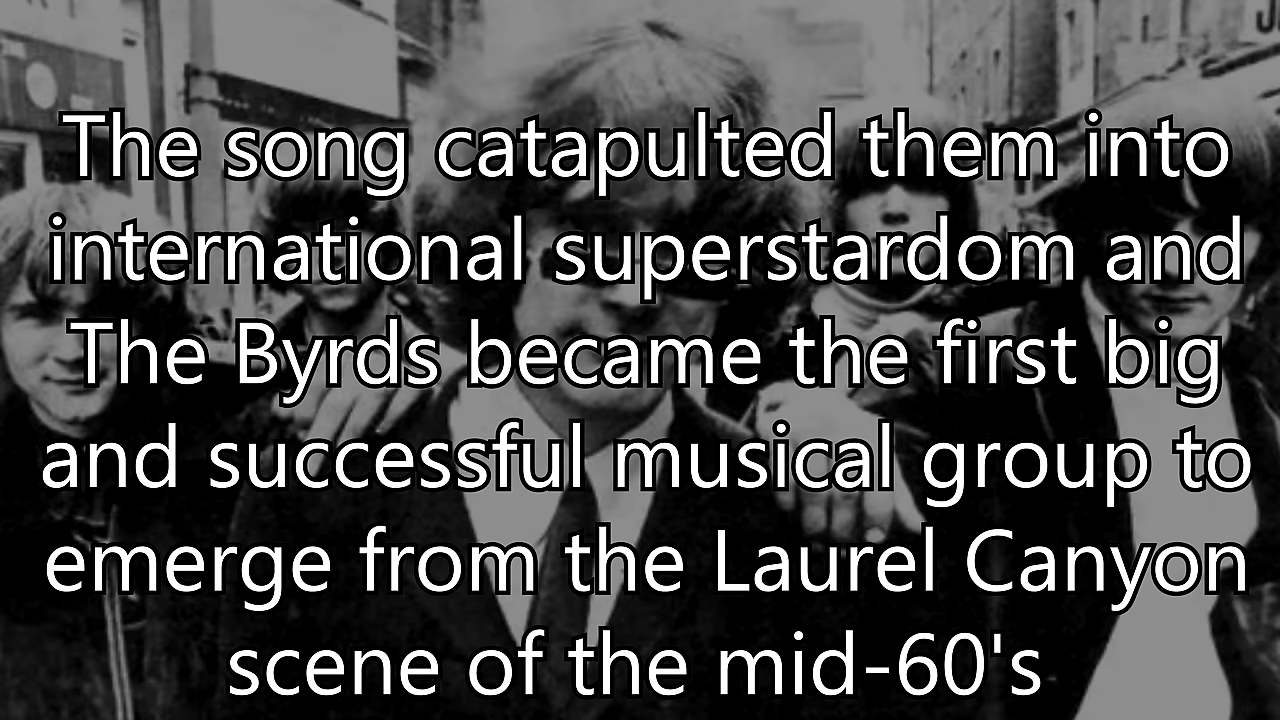 The song catapulted them into
international superstardom and
The Byrds became the first big
and successful musical group to
emerge from the Laurel Canyon
scene of the mid-60's